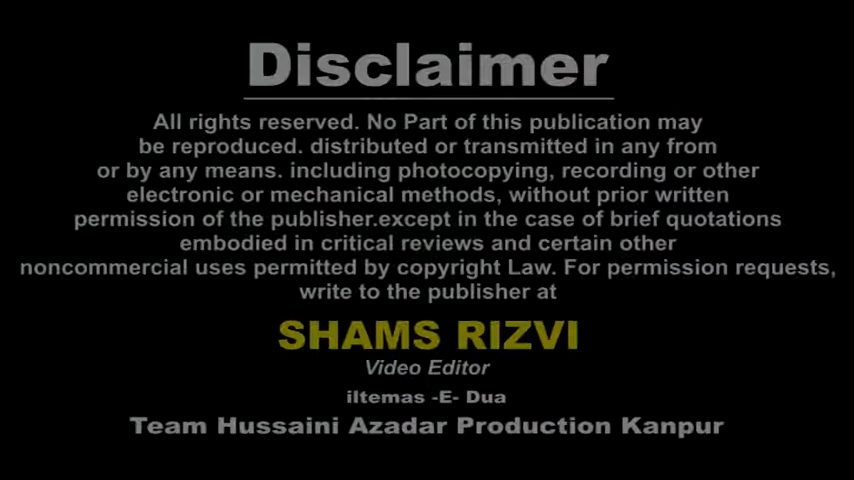 Disclaimer
All rights reserved. No Part of this publication may
be reproduced. distributed or transmitted in any from
or by any means. including photocopying, recording or other
electronic or mechanical methods, without prior written
permission of the publisher.except in the case of brief quotations
embodied in critical reviews and certain other
noncommercial uses permitted by copyright Law. For permission requests,
write to the publisher at
SHAMS RIZVI
Video Editor
iltemas -E- Dua
Team Hussaini Azadar Production Kanpur